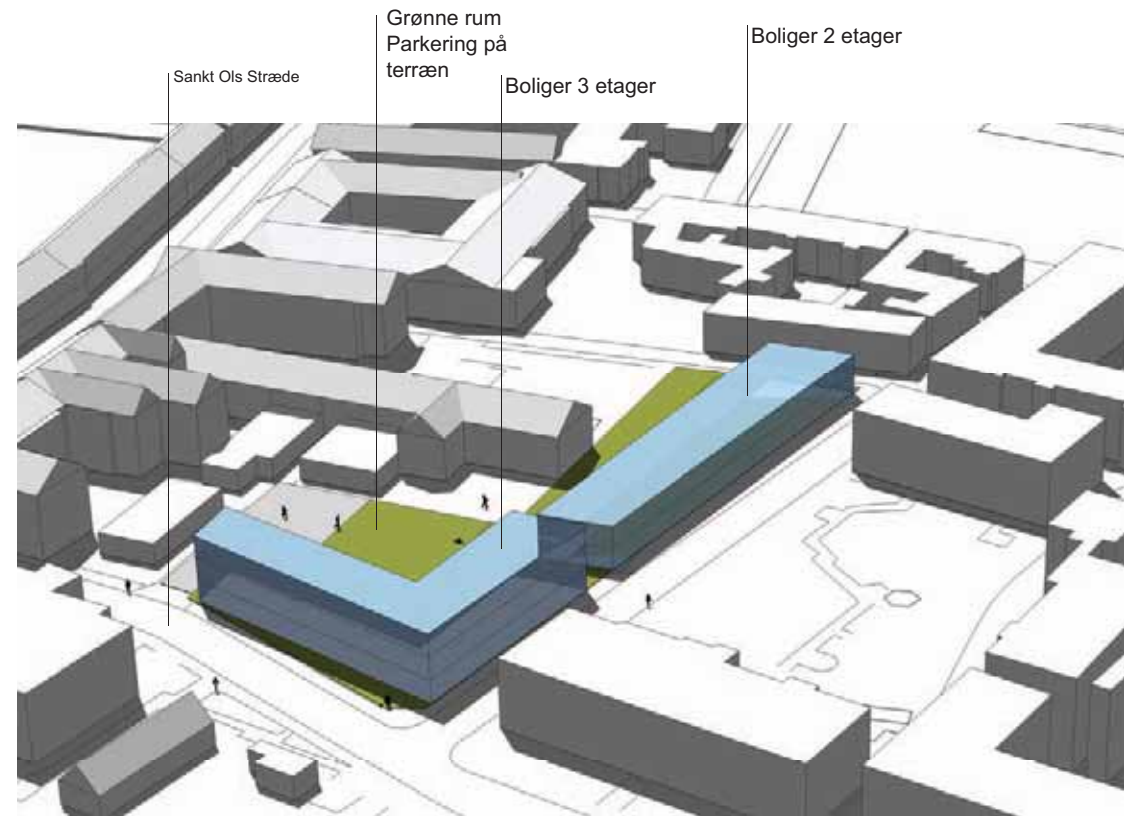 Grønne rum
Parkering på
terræn
Boliger 2 etager
Sankt Ols Stræde
Boliger 3 etager